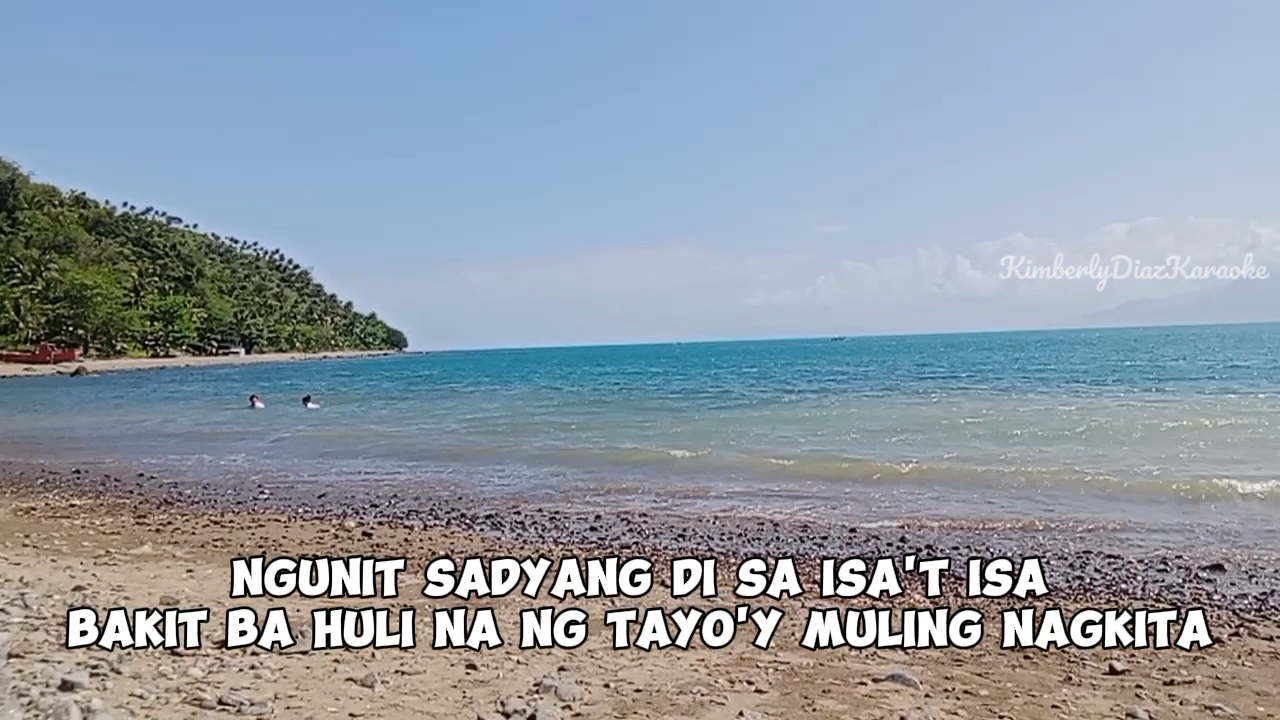 KimberlyDiazKaraoke
NGUNIT SADYANG DI SA ISA'T ISA
BAKIT BA HULI NA NG TAYO'Y MULING NAGKITA